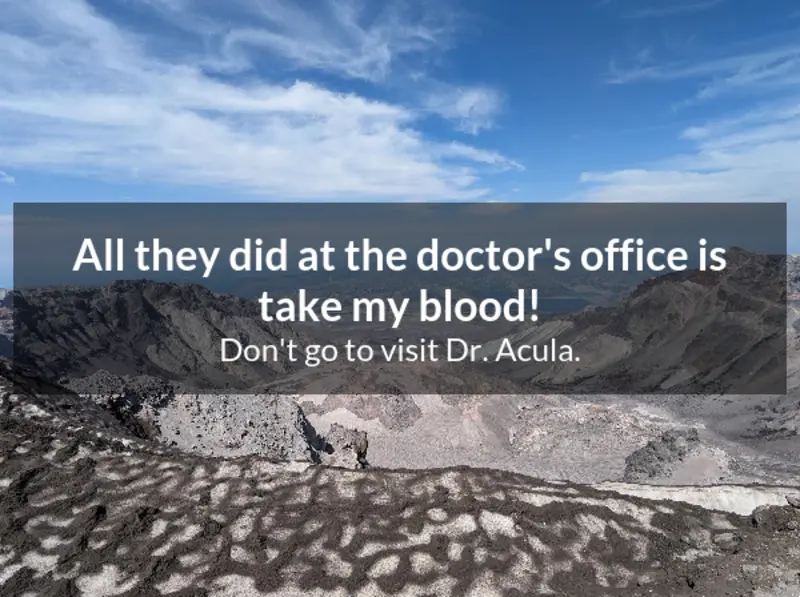 All they did at the doctor's office is
take my blood!
Don't go to visit Dr. Acula.